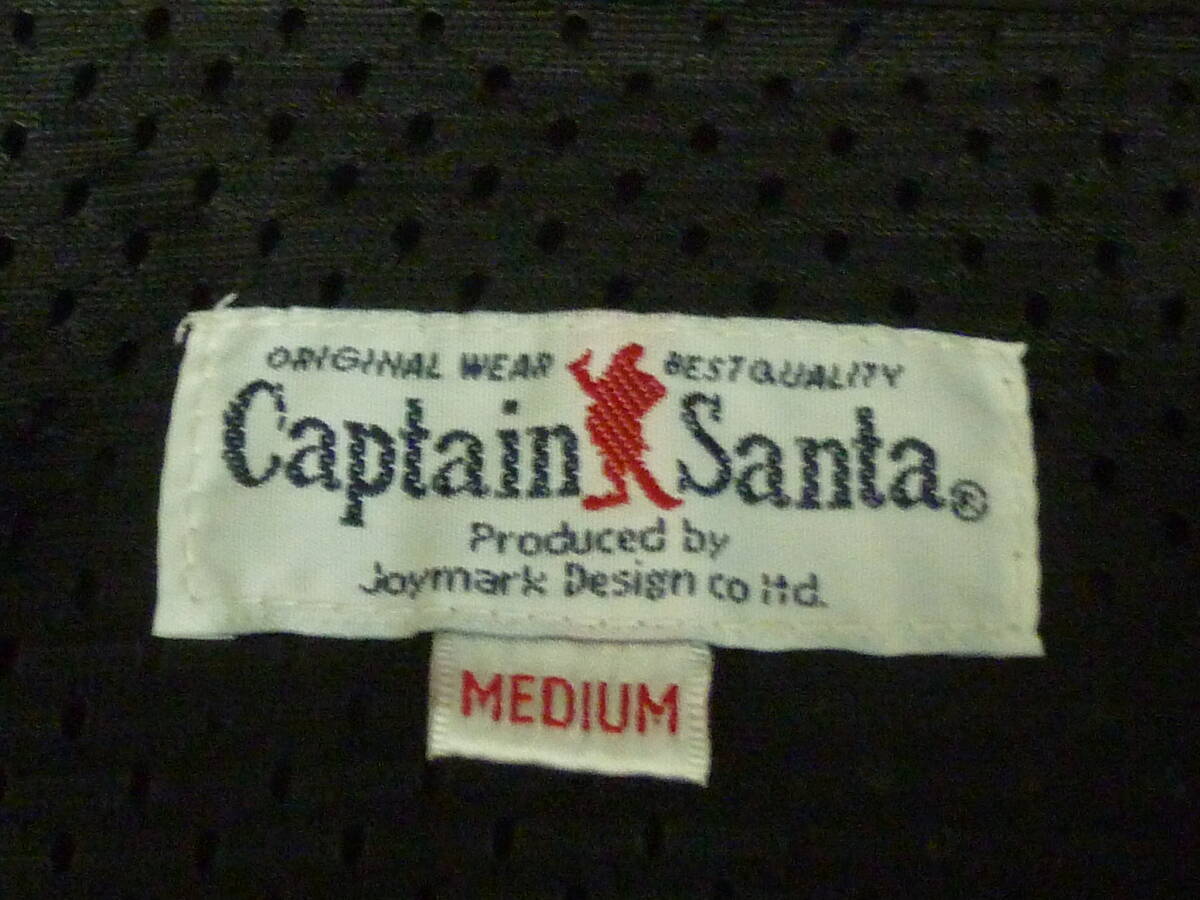 ORIGINAL WEAR BEST QUALITY
Captain Santa®
Produced by
Joymark Design co ltd.
MEDIUM